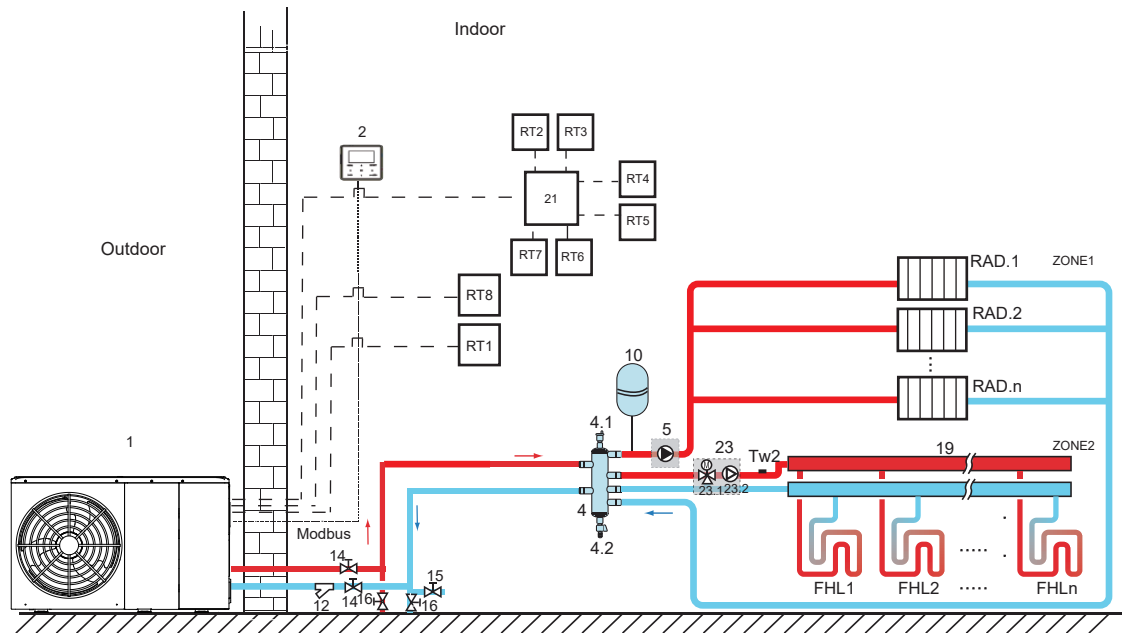 Indoor
2
RT2
RT3
21
RT4
RT5
RT7
RT6
Outdoor
RT8
RT1
RAD.1
ZONE1
RAD.2
RAD.n
10
4.1
5
23
Tw2
19
ZONE2
M
23.1
23.2
4
4.2
1
Modbus
14
12
14
16
16
15
FHL1
FHL2
FHLn